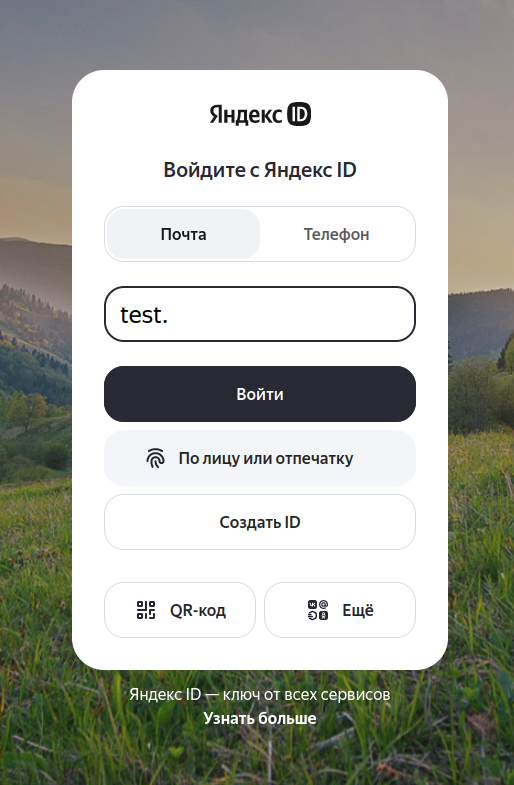 Яндекс ID
Войдите с Яндекс ID
Почта
Телефон
test.
Войти
По лицу или отпечатку
Создать ID
QR-код
Ещё
Яндекс ID — ключ от всех сервисов
Узнать больше